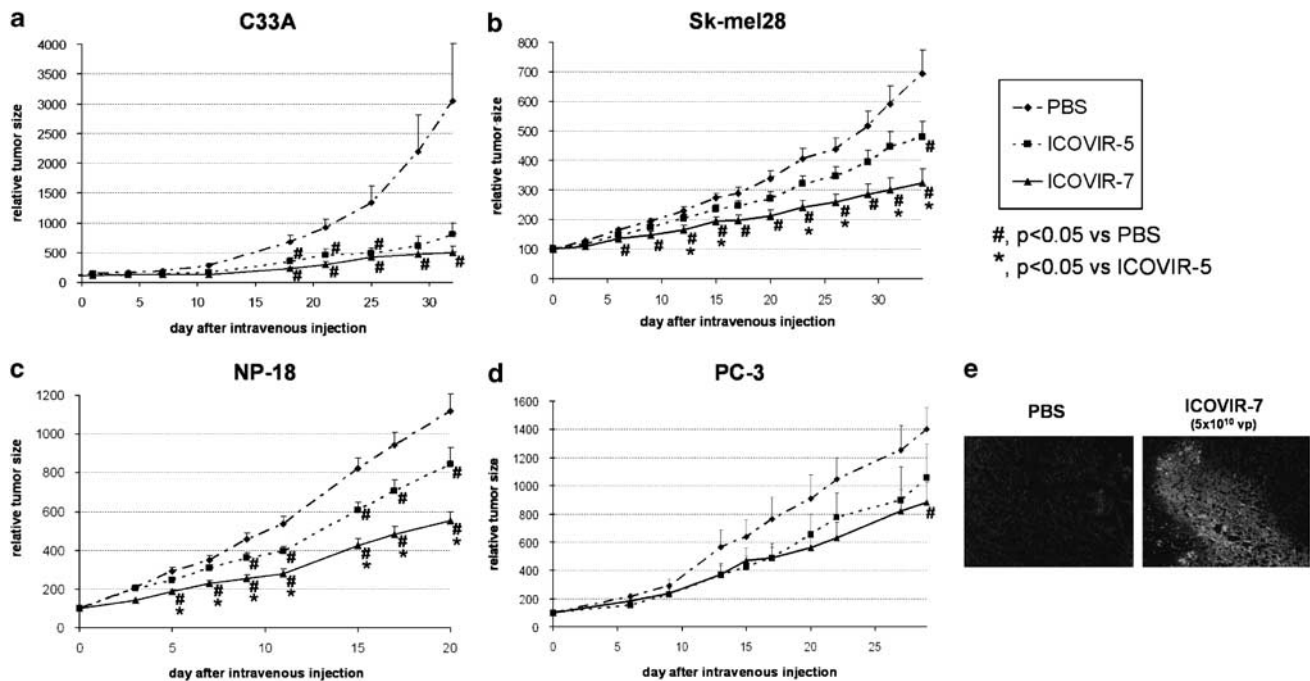 a
C33A
relative tumor size
4000
3500
3000
2500
2000
1500
1000
500
0
0 5 10 15 20 25 30
# # # # #
# # #
day after intravenous injection
b
Sk-mel28
relative tumor size
800
700
600
500
400
300
200
100
0
0 5 10 15 20 25 30
#
# # # # # # # # # # #
* * * * * *
day after intravenous injection
PBS
ICOVIR-5
ICOVIR-7
#, p<0.05 vs PBS
*, p<0.05 vs ICOVIR-5
c
NP-18
relative tumor size
1200
1000
800
600
400
200
0
0 5 10 15 20
# # # # #
# # # # # # #
* * * * * * *
day after intravenous injection
d
PC-3
relative tumor size
1600
1400
1200
1000
800
600
400
200
0
0 5 10 15 20 25
#
day after intravenous injection
e
PBS
ICOVIR-7
(5x10¹⁰ vp)